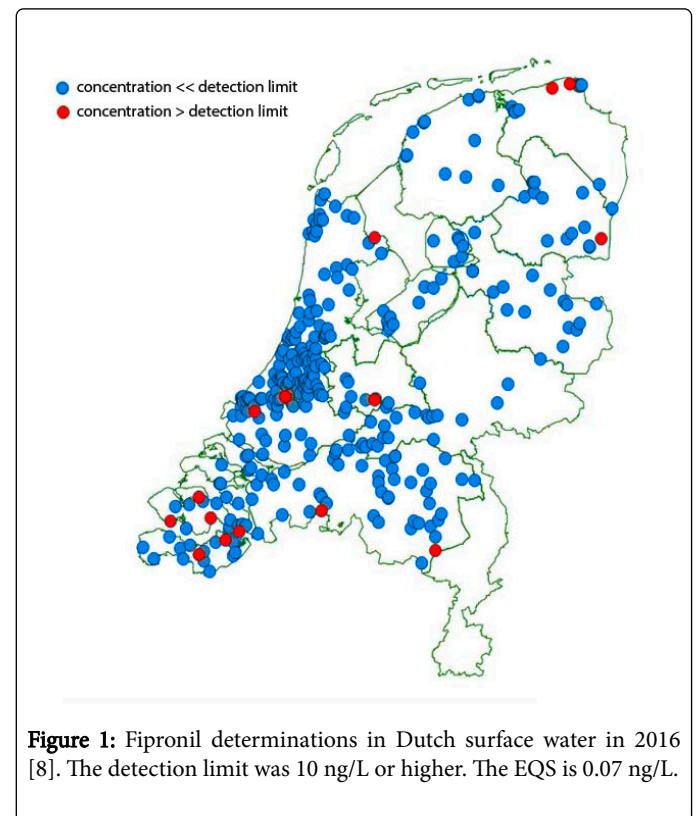 concentration << detection limit
concentration > detection limit
Figure 1: Fipronil determinations in Dutch surface water in 2016
[8]. The detection limit was 10 ng/L or higher. The EQS is 0.07 ng/L.